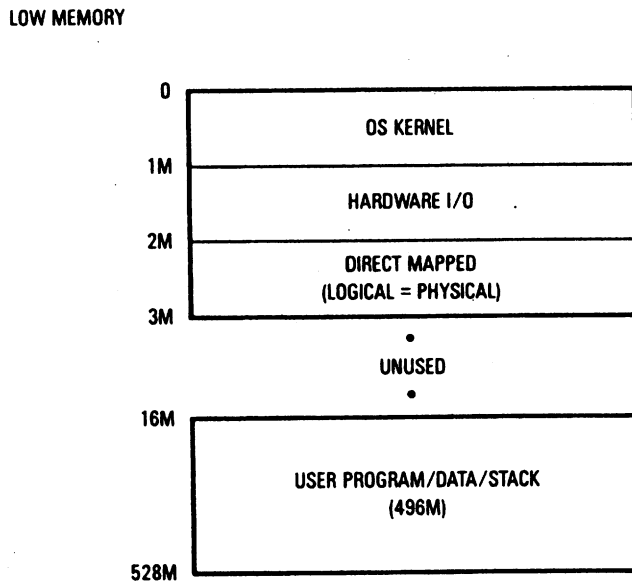 LOW MEMORY
0
OS KERNEL
1M
HARDWARE I/O
2M
DIRECT MAPPED
(LOGICAL = PHYSICAL)
3M
UNUSED
16M
USER PROGRAM/DATA/STACK
(496M)
528M